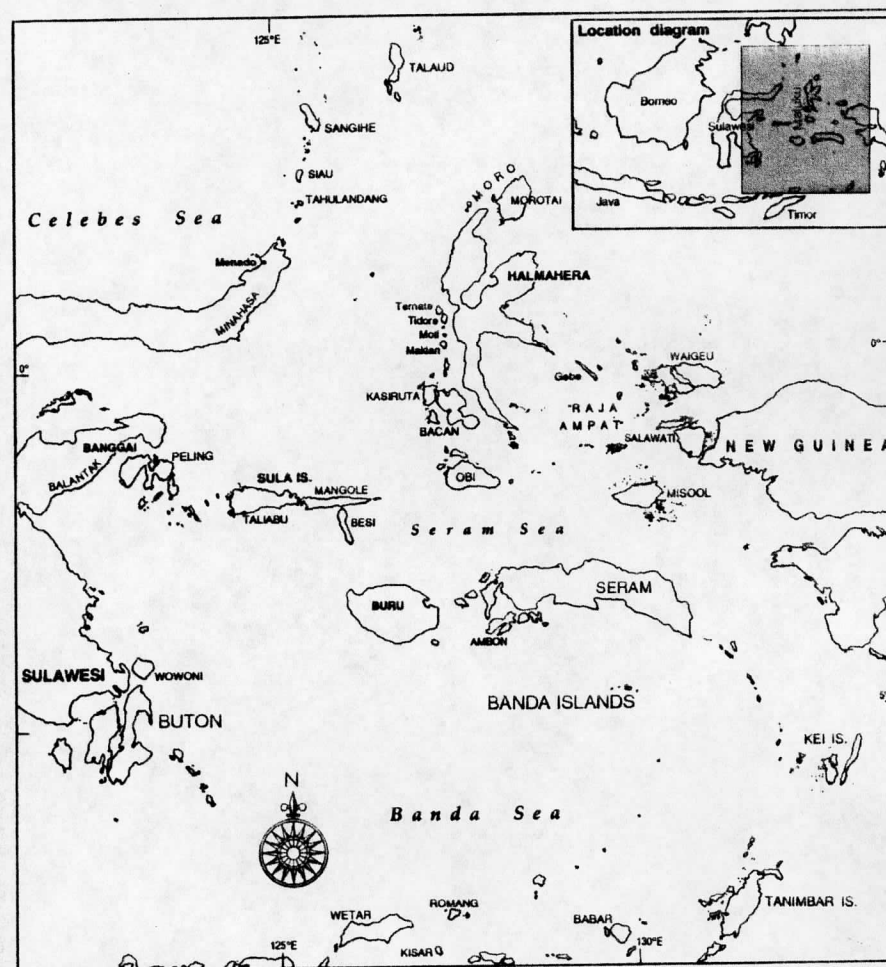 125°E
Location diagram
TALAUD
Borneo
SANGIHE
Sulawesi
Maluku
SIAU
MORO
TAHULANDANG
MOROTAI
Java
Timor
Celebes Sea
Menado
HALMAHERA
MINAHASA
Ternate
Tidore
Moti
Makian
WAIGEU
0°
Gebe
KASIRUTA
"RAJA
AMPAT"
BACAN
SALAWATI
NEW GUINEA
BANGGAI
PELING
BALANTAK
SULA IS.
OBI
MANGOLE
MISOOL
TALIABU
BESI
Seram Sea
SERAM
BURU
AMBON
SULAWESI
WOWONI
BUTON
BANDA ISLANDS
KEI IS.
N
Banda Sea
ROMANG
TANIMBAR IS.
WETAR
BABAR
KISAR
125°E
130°E